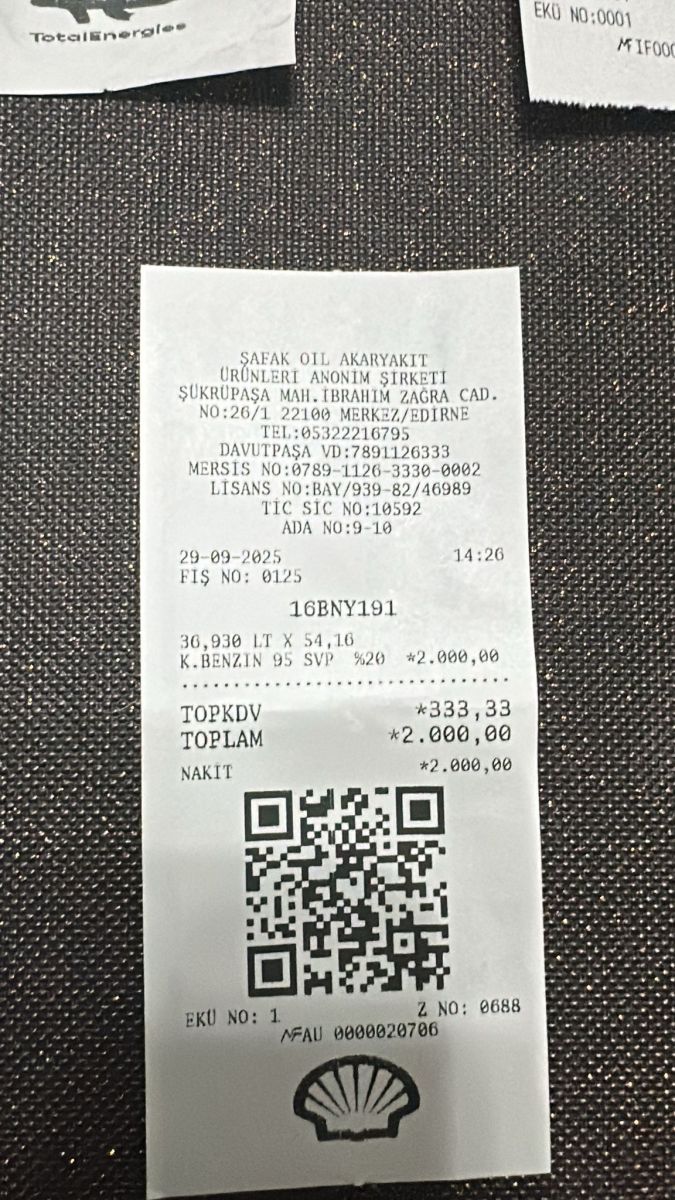 TotalEnergies
EKÜ NO:0001
ŞAFAK OIL AKARYAKIT
ÜRÜNLERİ ANONİM ŞİRKETİ
ŞÜKRÜPAŞA MAH.İBRAHİM ZAĞRA CAD.
NO:26/1 22100 MERKEZ/EDİRNE
TEL:05322216795
DAVUTPAŞA VD:7891126333
MERSİS NO:0789-1126-3330-0002
LİSANS NO:BAY/939-82/46989
TİC SİC NO:10592
ADA NO:9-10
29-09-2025 14:26
FİŞ NO: 0125
16BNY191
36,930 LT X 54,16
K.BENZİN 95 SVP %20 *2.000,00
TOPKDV *333,33
TOPLAM *2.000,00
NAKİT *2.000,00
EKÜ NO: 1 Z NO: 0688
MFAU 0000020706